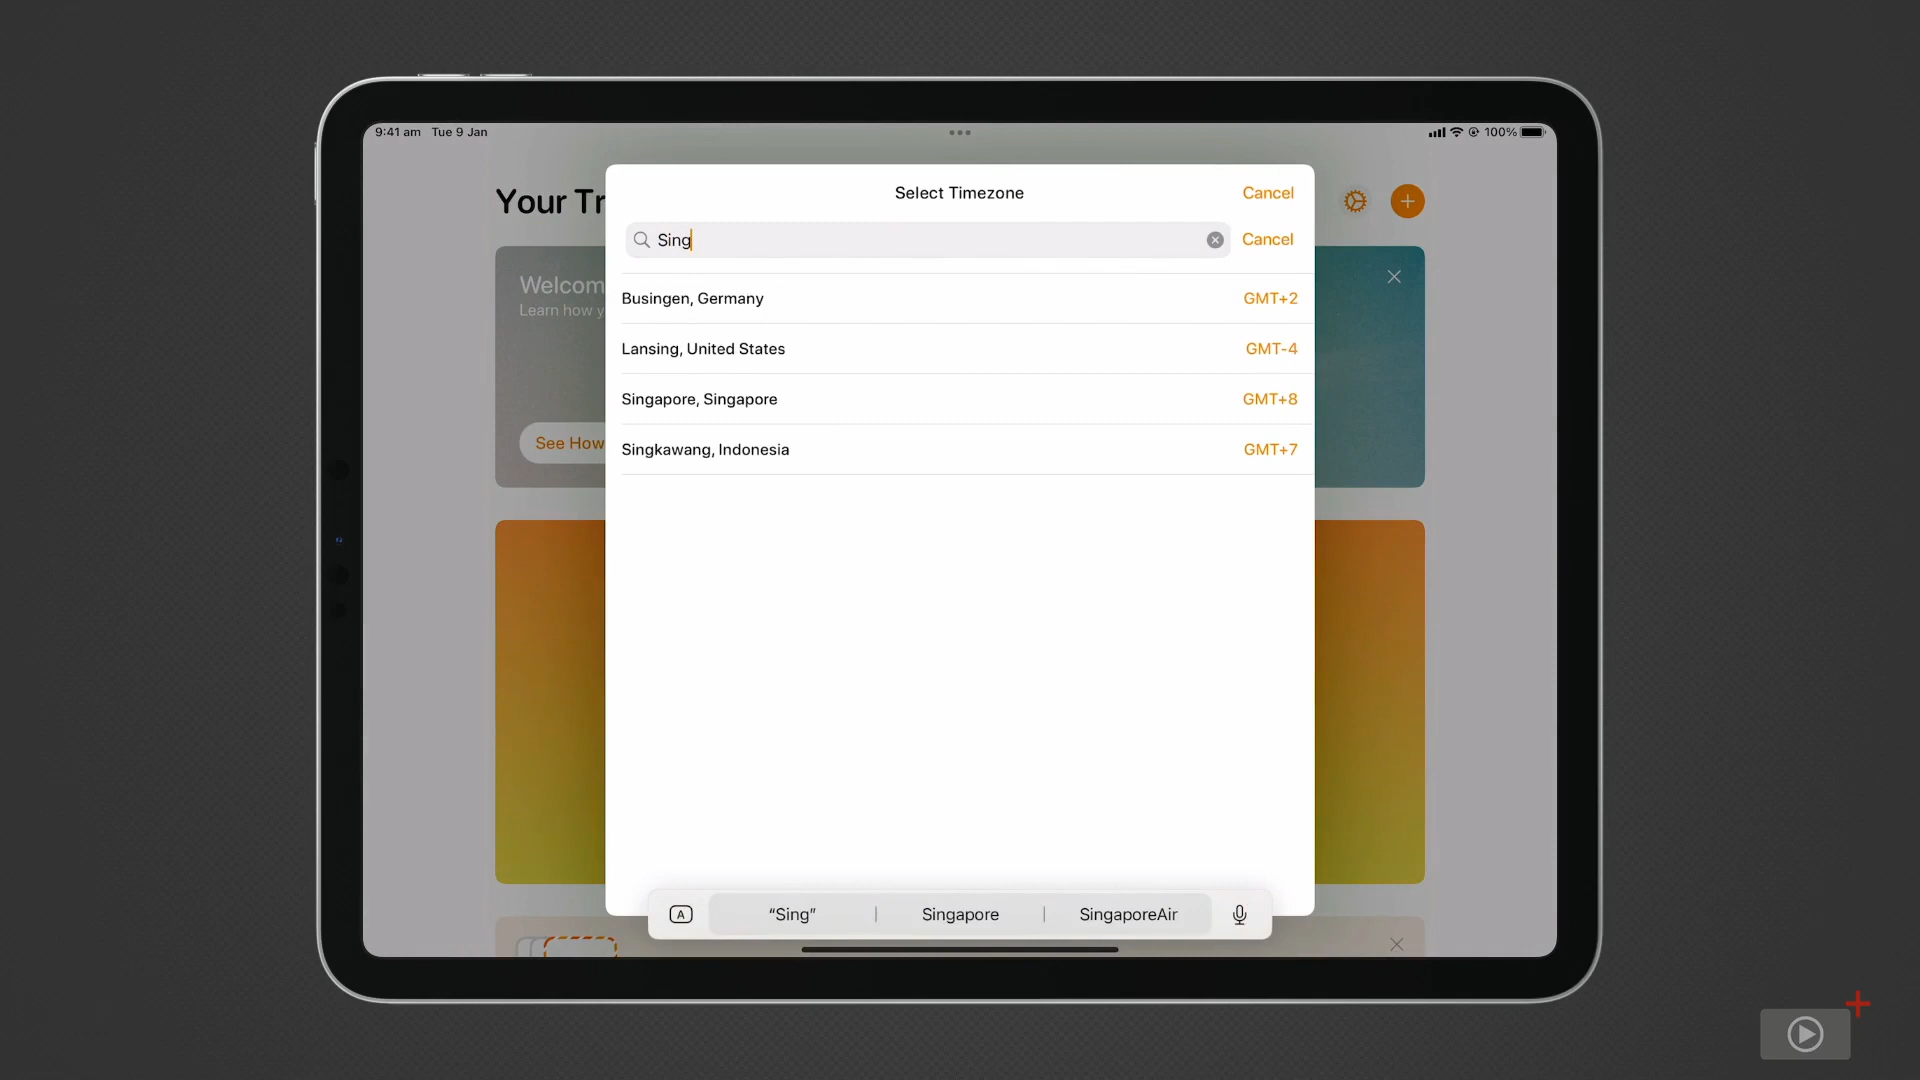 9:41 am Tue 9 Jan
100%
Your Tr
Select Timezone
Cancel
Sing
Cancel
Welcom
Learn how y
See How
Busingen, Germany
GMT+2
Lansing, United States
GMT-4
Singapore, Singapore
GMT+8
Singkawang, Indonesia
GMT+7
A
“Sing”
Singapore
SingaporeAir